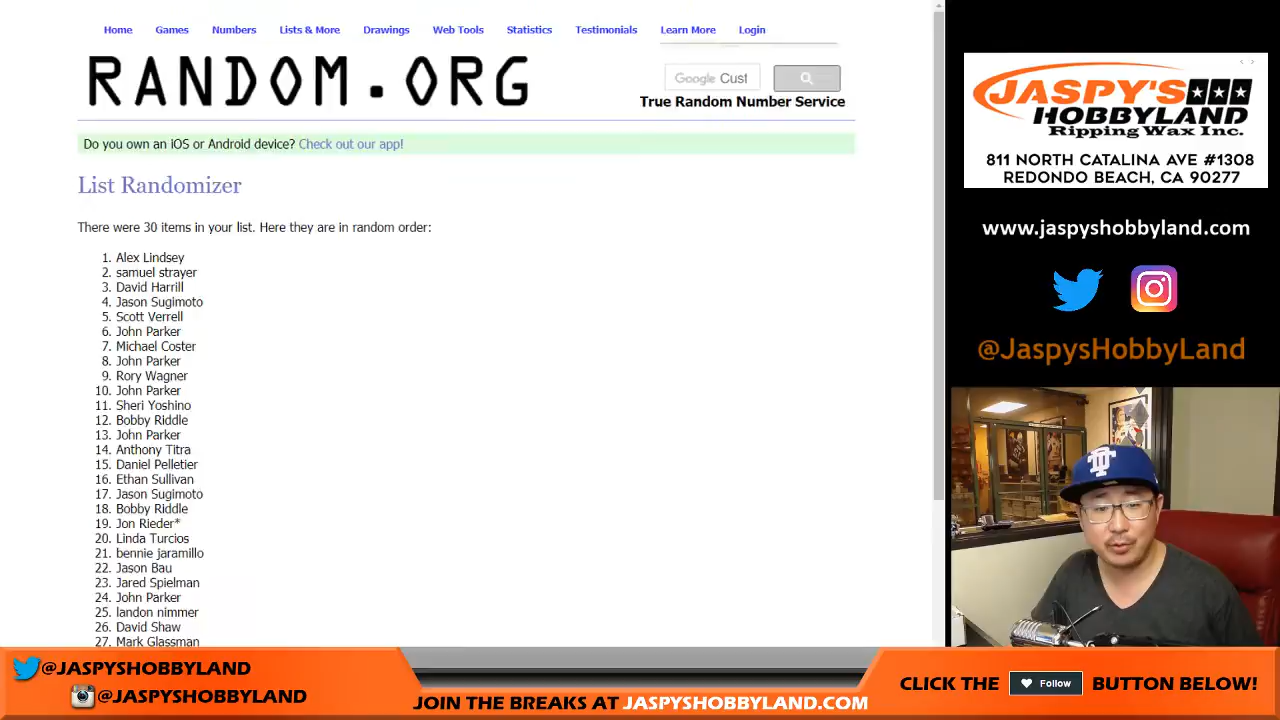 Home Games Numbers Lists & More Drawings Web Tools Statistics Testimonials Learn More Login
RANDOM.ORG
Google Cust
True Random Number Service
Do you own an iOS or Android device? Check out our app!
List Randomizer
There were 30 items in your list. Here they are in random order:
1. Alex Lindsey
2. samuel strayer
3. David Harrill
4. Jason Sugimoto
5. Scott Verrell
6. John Parker
7. Michael Coster
8. John Parker
9. Rory Wagner
10. John Parker
11. Sheri Yoshino
12. Bobby Riddle
13. John Parker
14. Anthony Titra
15. Daniel Pelletier
16. Ethan Sullivan
17. Jason Sugimoto
18. Bobby Riddle
19. Jon Rieder*
20. Linda Turcios
21. bennie jaramillo
22. Jason Bau
23. Jared Spielman
24. John Parker
25. landon nimmer
26. David Shaw
27. Mark Glassman
JASPY'S
HOBBYLAND
Ripping Wax Inc.
811 NORTH CATALINA AVE #1308
REDONDO BEACH, CA 90277
www.jaspyshobbyland.com
@JaspysHobbyLand
@JASPYSHOBBYLAND
@JASPYSHOBBYLAND
JOIN THE BREAKS AT JASPYSHOBBYLAND.COM
CLICK THE Follow BUTTON BELOW!